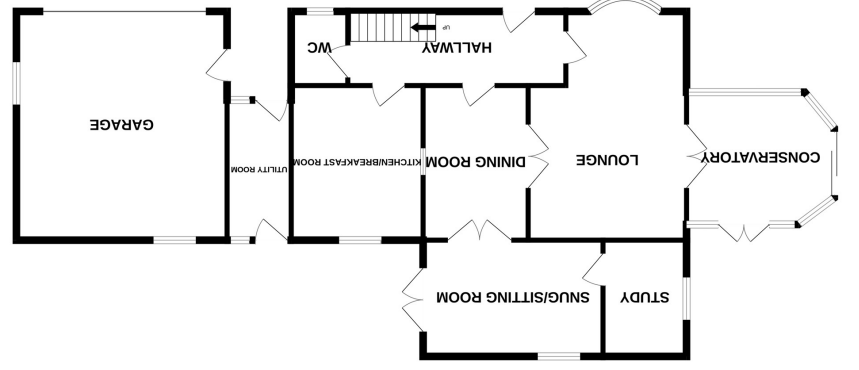 STUDY
SNUG/SITTING ROOM
CONSERVATORY
LOUNGE
DINING ROOM
KITCHEN/BREAKFAST ROOM
UTILITY ROOM
GARAGE
HALLWAY
WC
UP